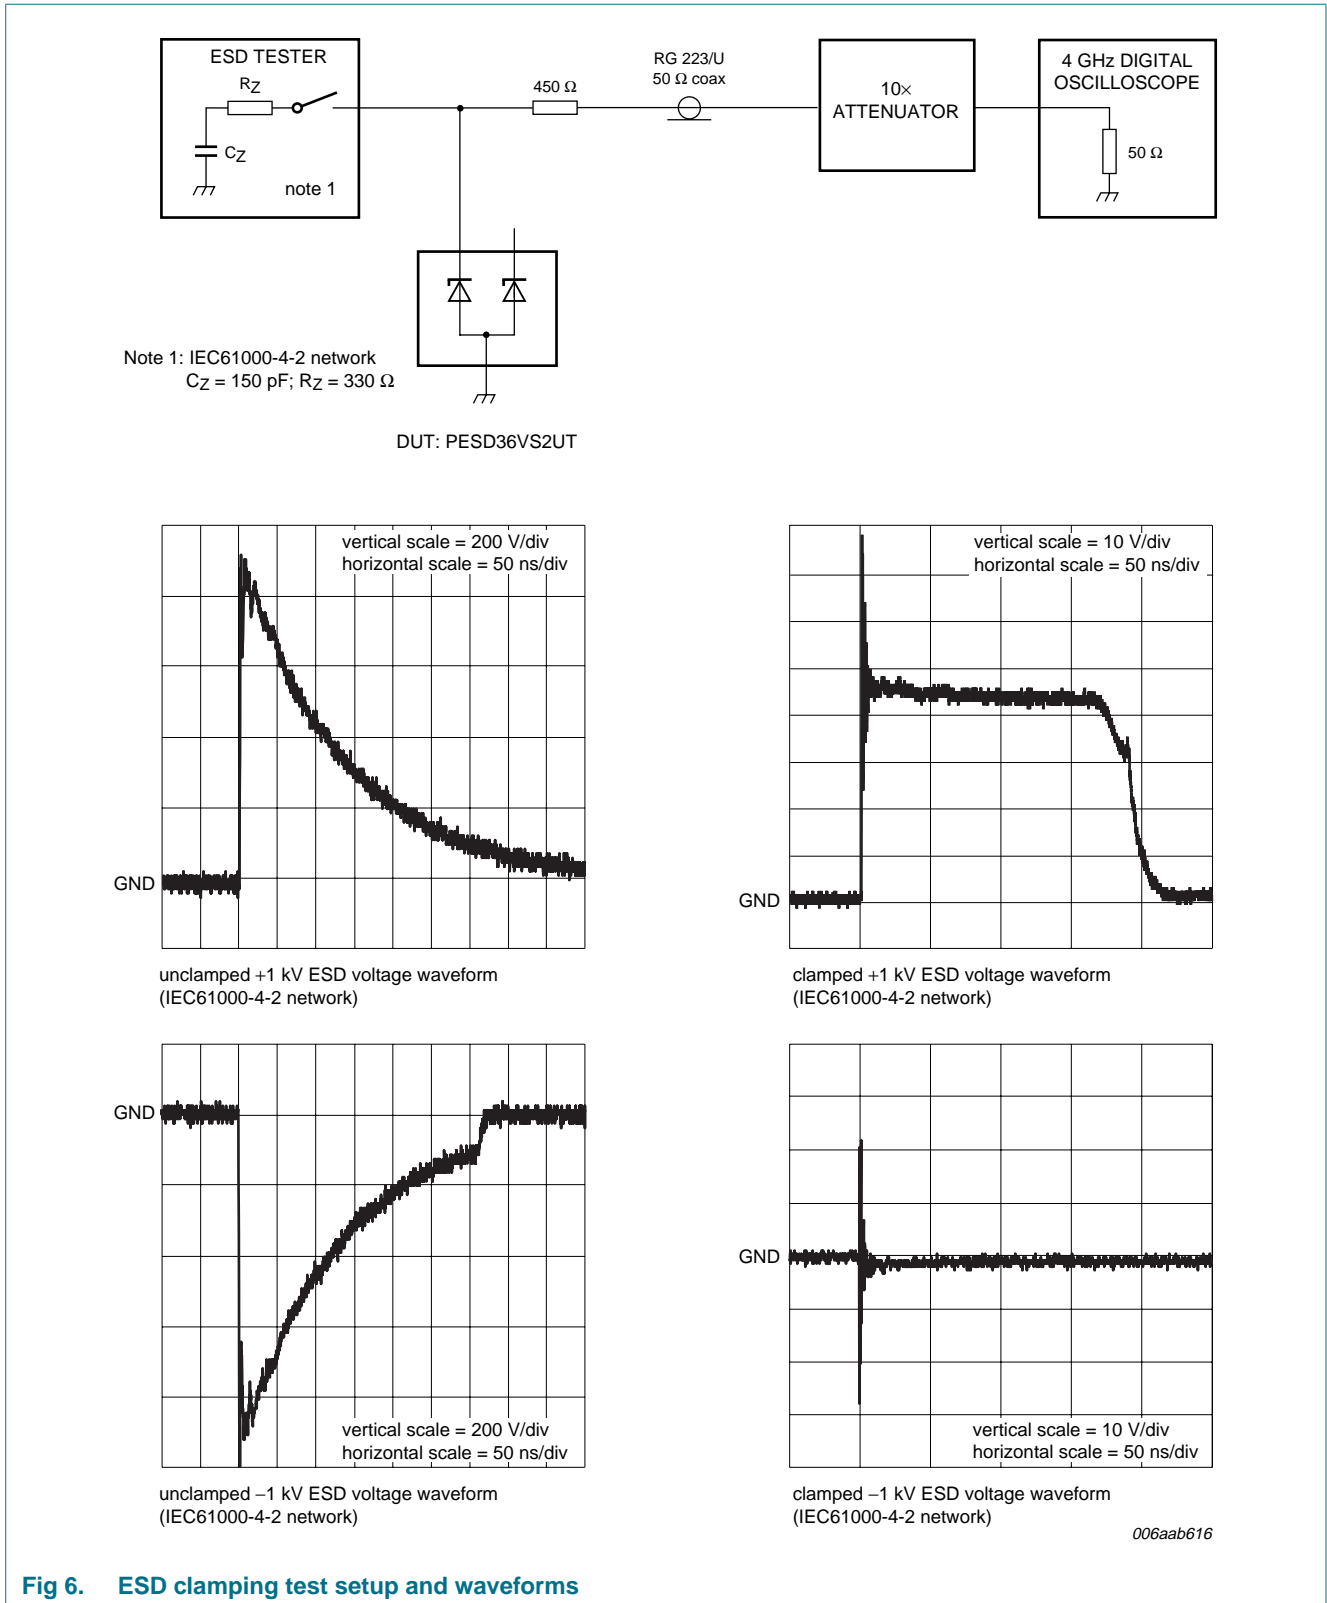 ESD TESTER
RZ
CZ
note 1
450 Ω
RG 223/U
50 Ω coax
10×
ATTENUATOR
4 GHz DIGITAL
OSCILLOSCOPE
50 Ω
Note 1: IEC61000-4-2 network
CZ = 150 pF; RZ = 330 Ω
DUT: PESD36VS2UT
vertical scale = 200 V/div
horizontal scale = 50 ns/div
GND
unclamped +1 kV ESD voltage waveform
(IEC61000-4-2 network)
vertical scale = 10 V/div
horizontal scale = 50 ns/div
GND
clamped +1 kV ESD voltage waveform
(IEC61000-4-2 network)
GND
vertical scale = 200 V/div
horizontal scale = 50 ns/div
unclamped −1 kV ESD voltage waveform
(IEC61000-4-2 network)
GND
vertical scale = 10 V/div
horizontal scale = 50 ns/div
clamped −1 kV ESD voltage waveform
(IEC61000-4-2 network)
006aab616
Fig 6. ESD clamping test setup and waveforms